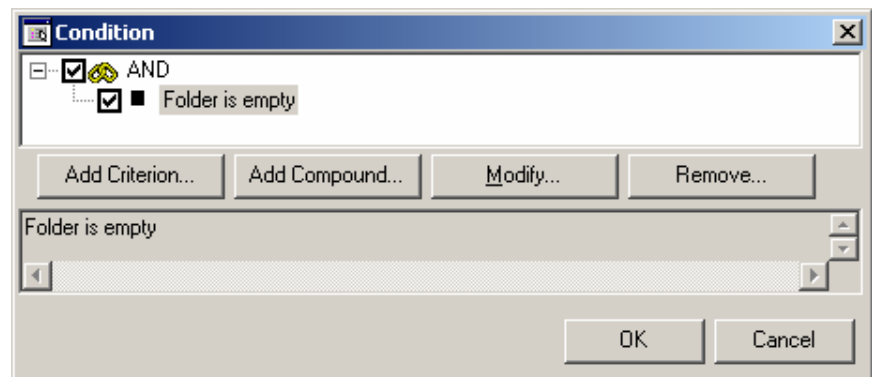 Condition
AND
Folder is empty
Add Criterion... Add Compound... Modify... Remove...
Folder is empty
OK Cancel